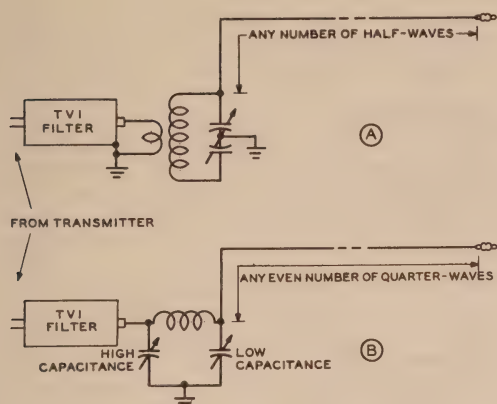 ANY NUMBER OF HALF-WAVES
TVI
FILTER
A
FROM TRANSMITTER
ANY EVEN NUMBER OF QUARTER-WAVES
TVI
FILTER
HIGH
CAPACITANCE
LOW
CAPACITANCE
B